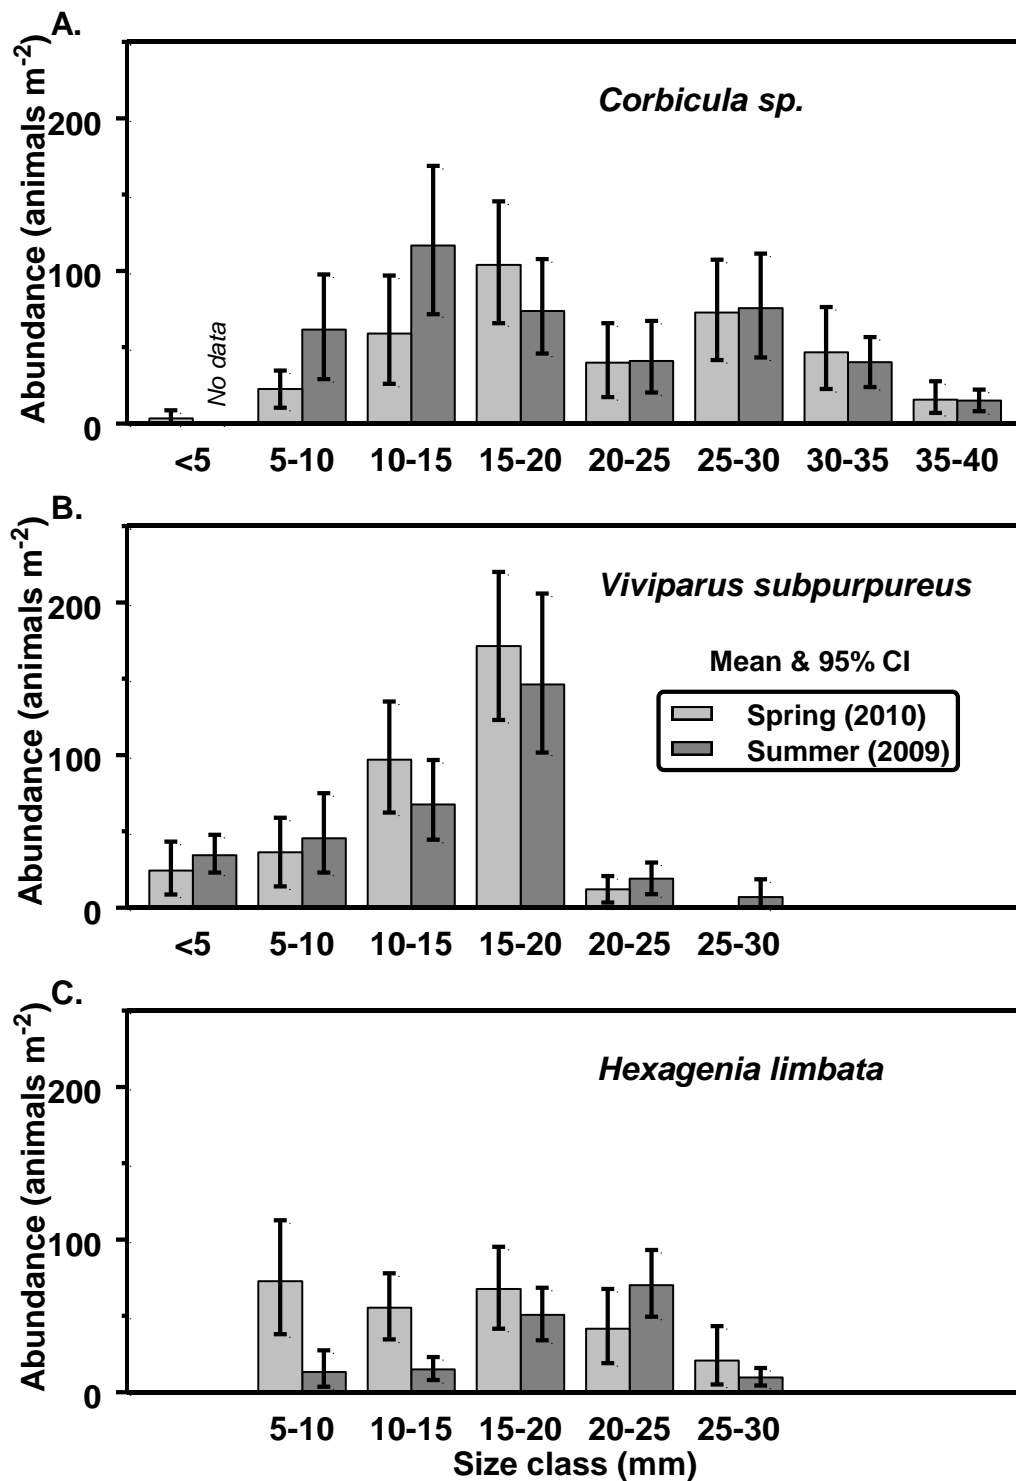 A.
Abundance (animals m-2)
200
100
0
Corbicula sp.
No data
<5 5-10 10-15 15-20 20-25 25-30 30-35 35-40
B.
Abundance (animals m-2)
200
100
0
Viviparus subpurpureus
Mean & 95% CI
Spring (2010)
Summer (2009)
<5 5-10 10-15 15-20 20-25 25-30
C.
Abundance (animals m-2)
200
100
0
Hexagenia limbata
5-10 10-15 15-20 20-25 25-30
Size class (mm)